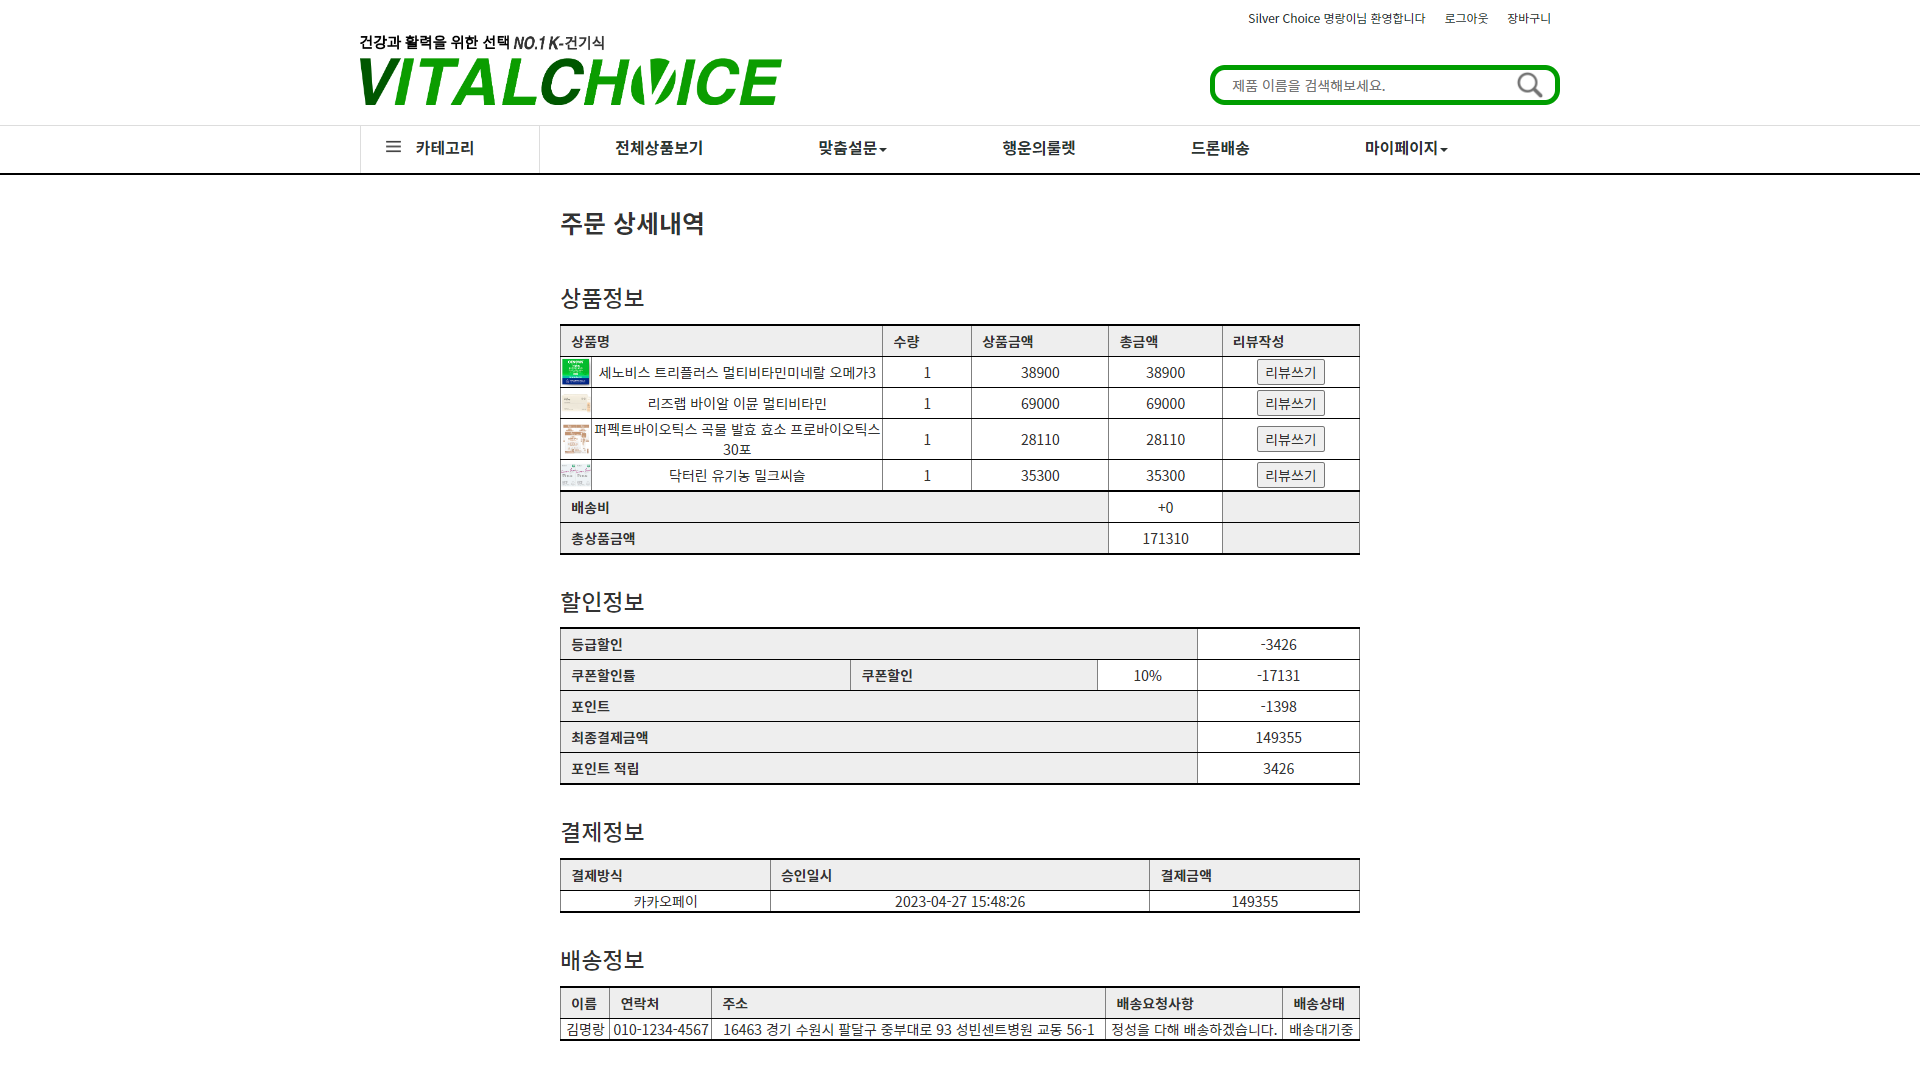 Silver Choice 명랑이님 환영합니다 로그아웃 장바구니
건강과 활력을 위한 선택 NO.1 K-건기식
VITALCHOICE
제품 이름을 검색해보세요.
카테고리 전체상품보기 맞춤설문 행운의룰렛 드론배송 마이페이지
주문 상세내역
상품정보
상품명 수량 상품금액 총금액 리뷰작성
세노비스 트리플러스 멀티비타민미네랄 오메가3 1 38900 38900 리뷰쓰기
리즈랩 바이알 이뮨 멀티비타민 1 69000 69000 리뷰쓰기
퍼펙트바이오틱스 곡물 발효 효소 프로바이오틱스
30포 1 28110 28110 리뷰쓰기
닥터린 유기농 밀크씨슬 1 35300 35300 리뷰쓰기
배송비 +0
총상품금액 171310
할인정보
등급할인 -3426
쿠폰할인률 쿠폰할인 10% -17131
포인트 -1398
최종결제금액 149355
포인트 적립 3426
결제정보
결제방식 승인일시 결제금액
카카오페이 2023-04-27 15:48:26 149355
배송정보
이름 연락처 주소 배송요청사항 배송상태
김명랑 010-1234-4567 16463 경기 수원시 팔달구 중부대로 93 성빈센트병원 교동 56-1 정성을 다해 배송하겠습니다. 배송대기중